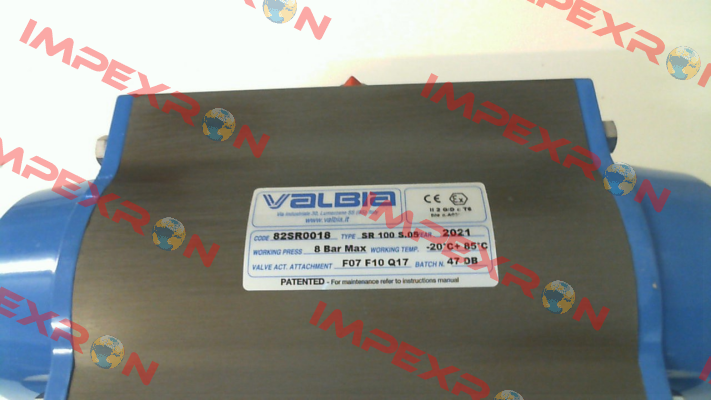 VALBIA
www.valbia.it
CE Ex
CODE 82SR0018 TYPE SR 100 S.05 YEAR 2021
WORKING PRESS 8 Bar Max WORKING TEMP. -20°C+ 85°C
VALVE ACT. ATTACHMENT F07 F10 Q17 BATCH N. 47 DB
PATENTED - For maintenance refer to instructions manual
IMPEXRON
IMPEXRON
IMPEXRON
IMPEXRON
IMPEXRON
IMPEXRON
IMPEXRON